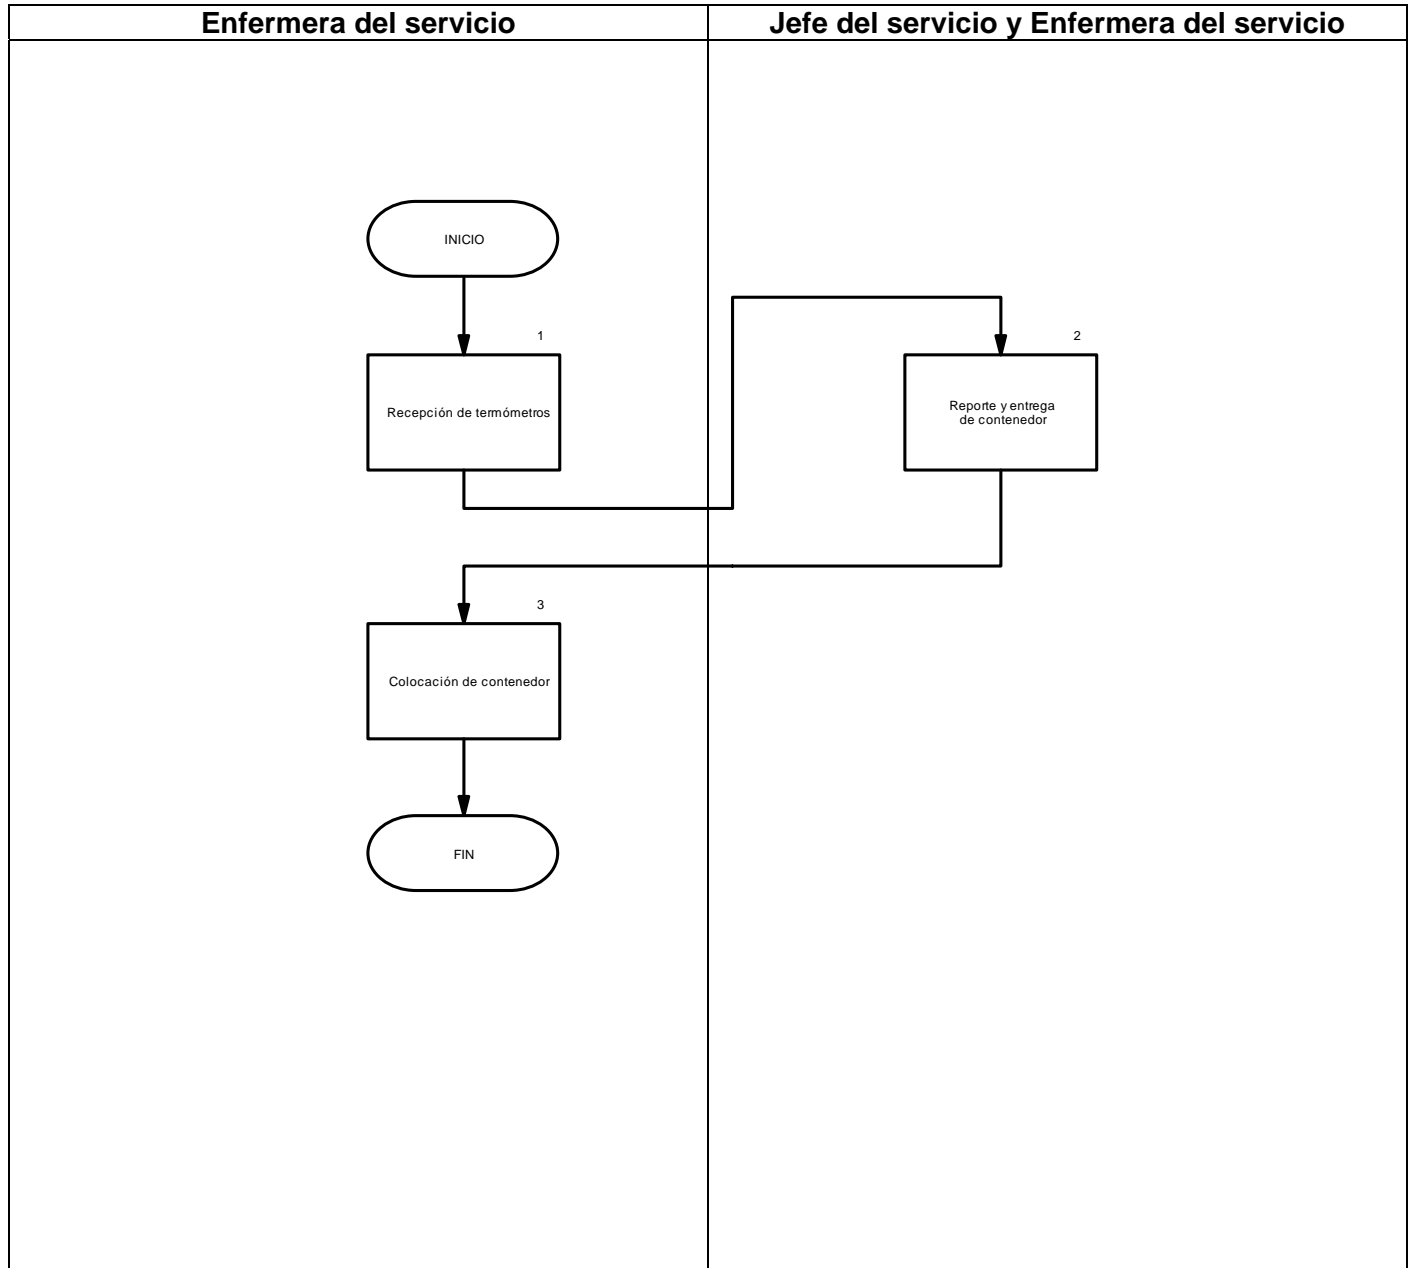 Enfermera del servicio
Jefe del servicio y Enfermera del servicio
INICIO
1
Recepción de termómetros
2
Reporte y entrega
de contenedor
3
Colocación de contenedor
FIN